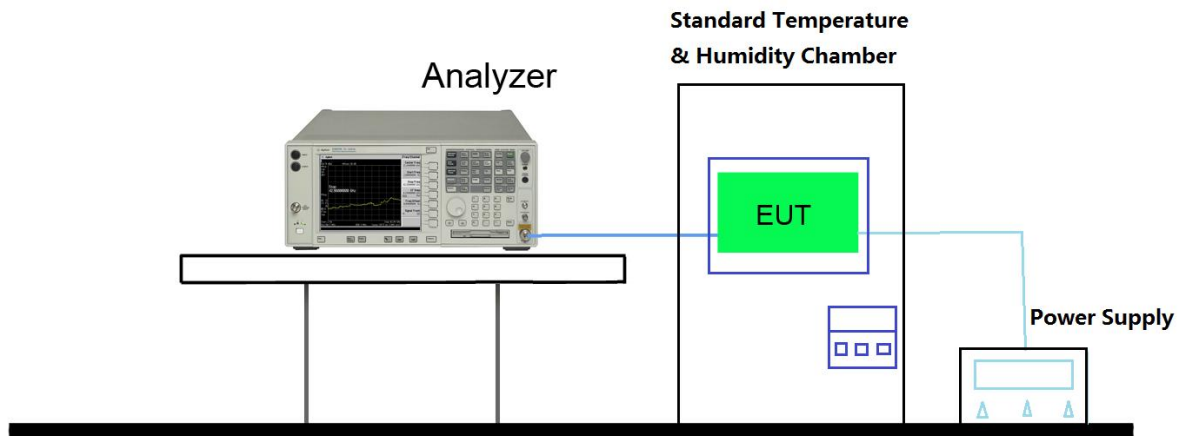 Standard Temperature
& Humidity Chamber
Analyzer
EUT
Power Supply